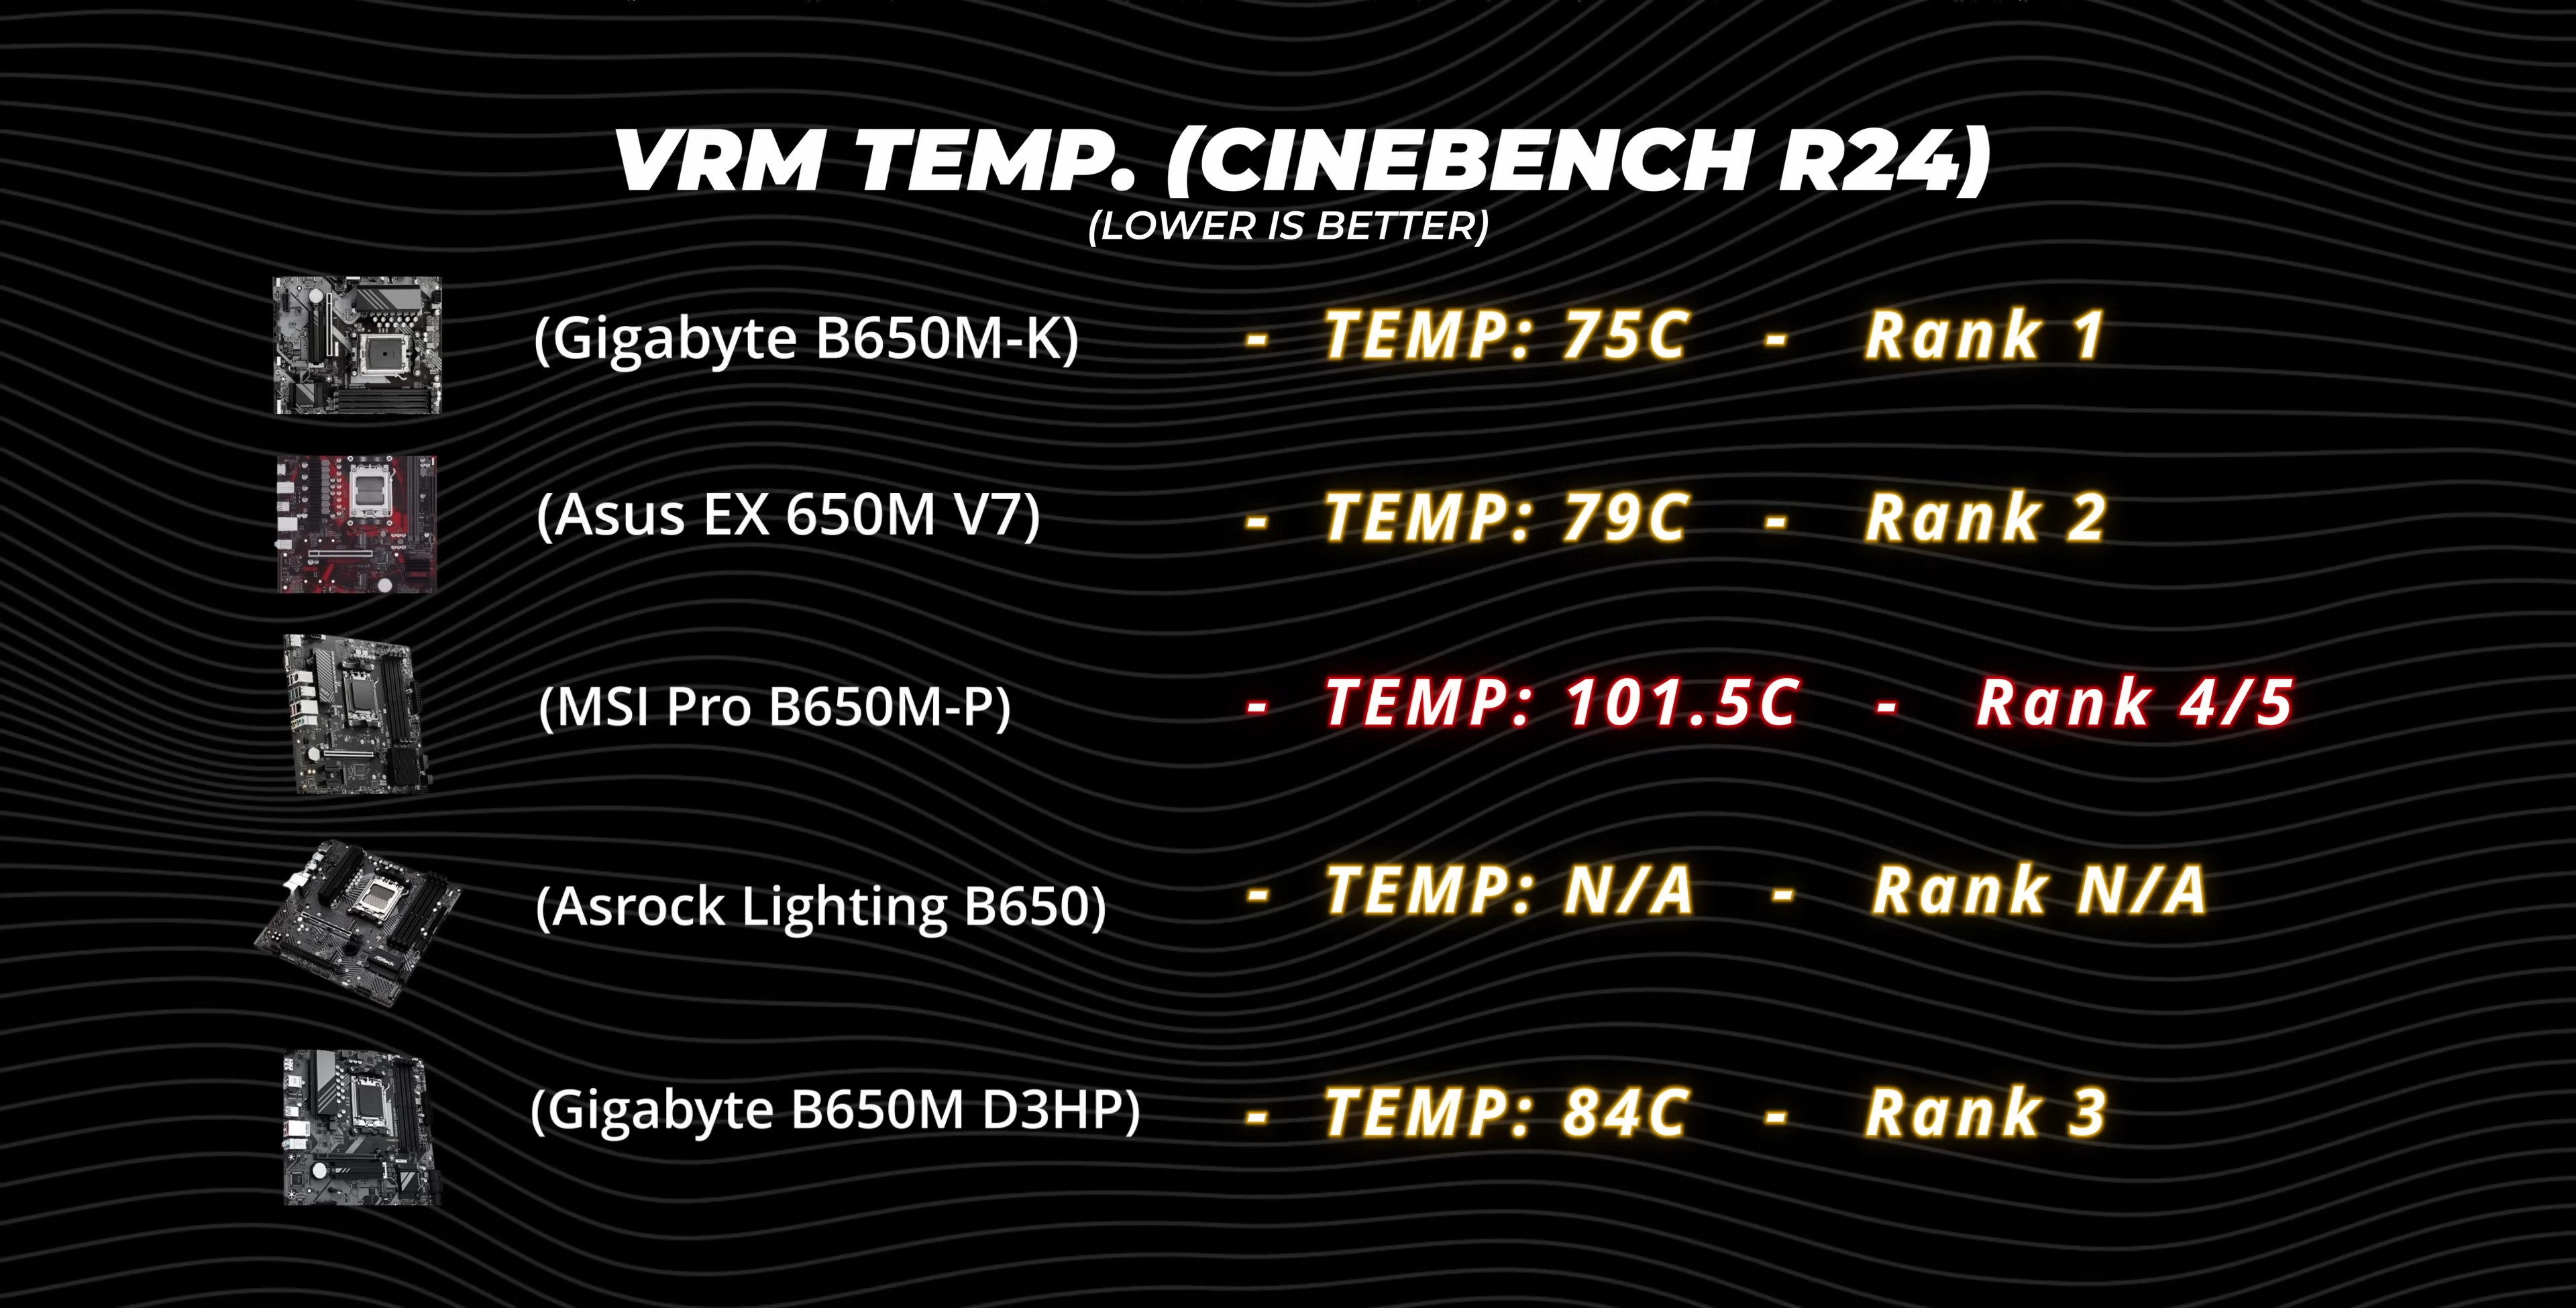 VRM TEMP. (CINEBENCH R24)
(LOWER IS BETTER)
(Gigabyte B650M-K) - TEMP: 75C - Rank 1
(Asus EX 650M V7) - TEMP: 79C - Rank 2
(MSI Pro B650M-P) - TEMP: 101.5C - Rank 4/5
(Asrock Lighting B650) - TEMP: N/A - Rank N/A
(Gigabyte B650M D3HP) - TEMP: 84C - Rank 3